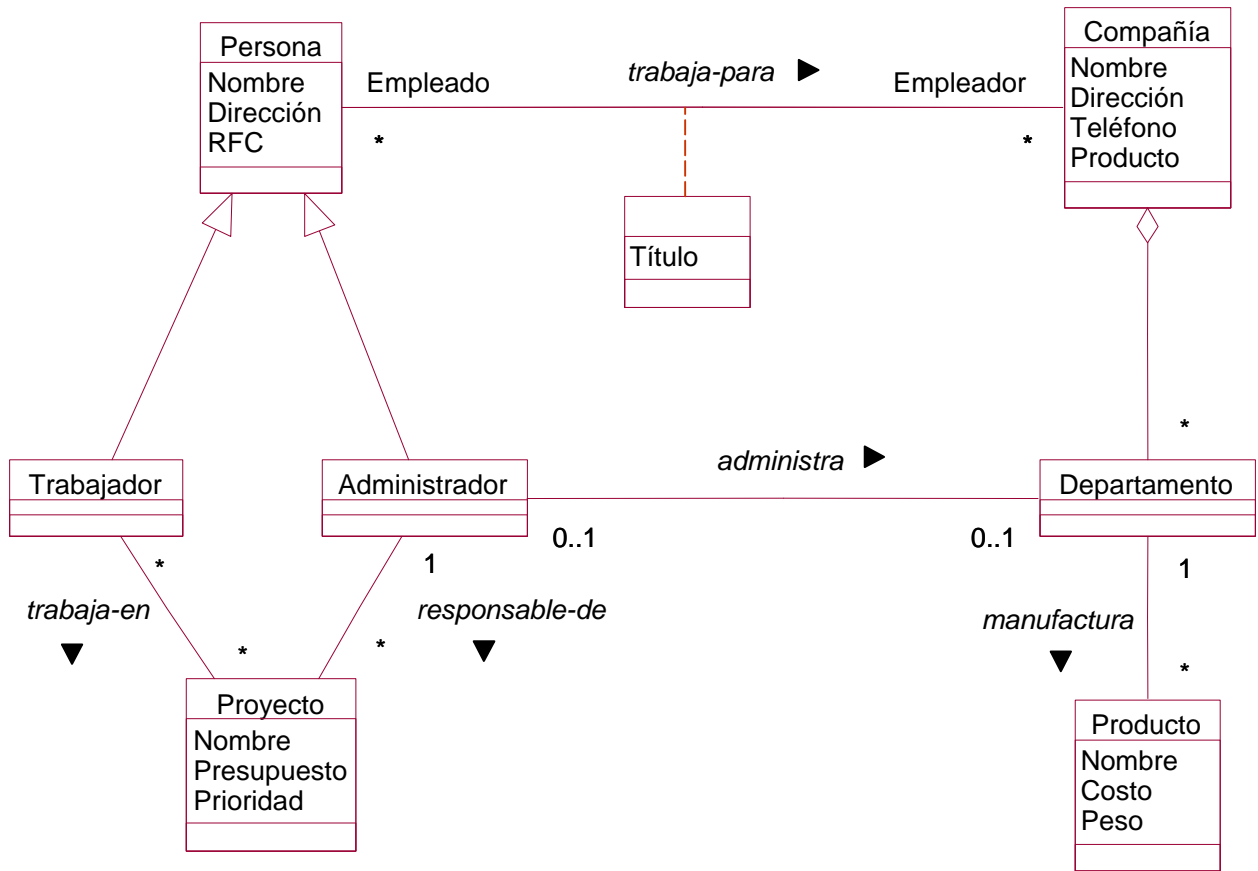 Persona
Nombre
Dirección
RFC
Empleado
*
trabaja-para ▶
Empleador
*
Compañía
Nombre
Dirección
Teléfono
Producto
Título
Trabajador
Administrador
administra ▶
0..1
0..1
*
Departamento
*
trabaja-en
▼
*
1
responsable-de
▼
*
1
manufactura
▼
*
Proyecto
Nombre
Presupuesto
Prioridad
Producto
Nombre
Costo
Peso